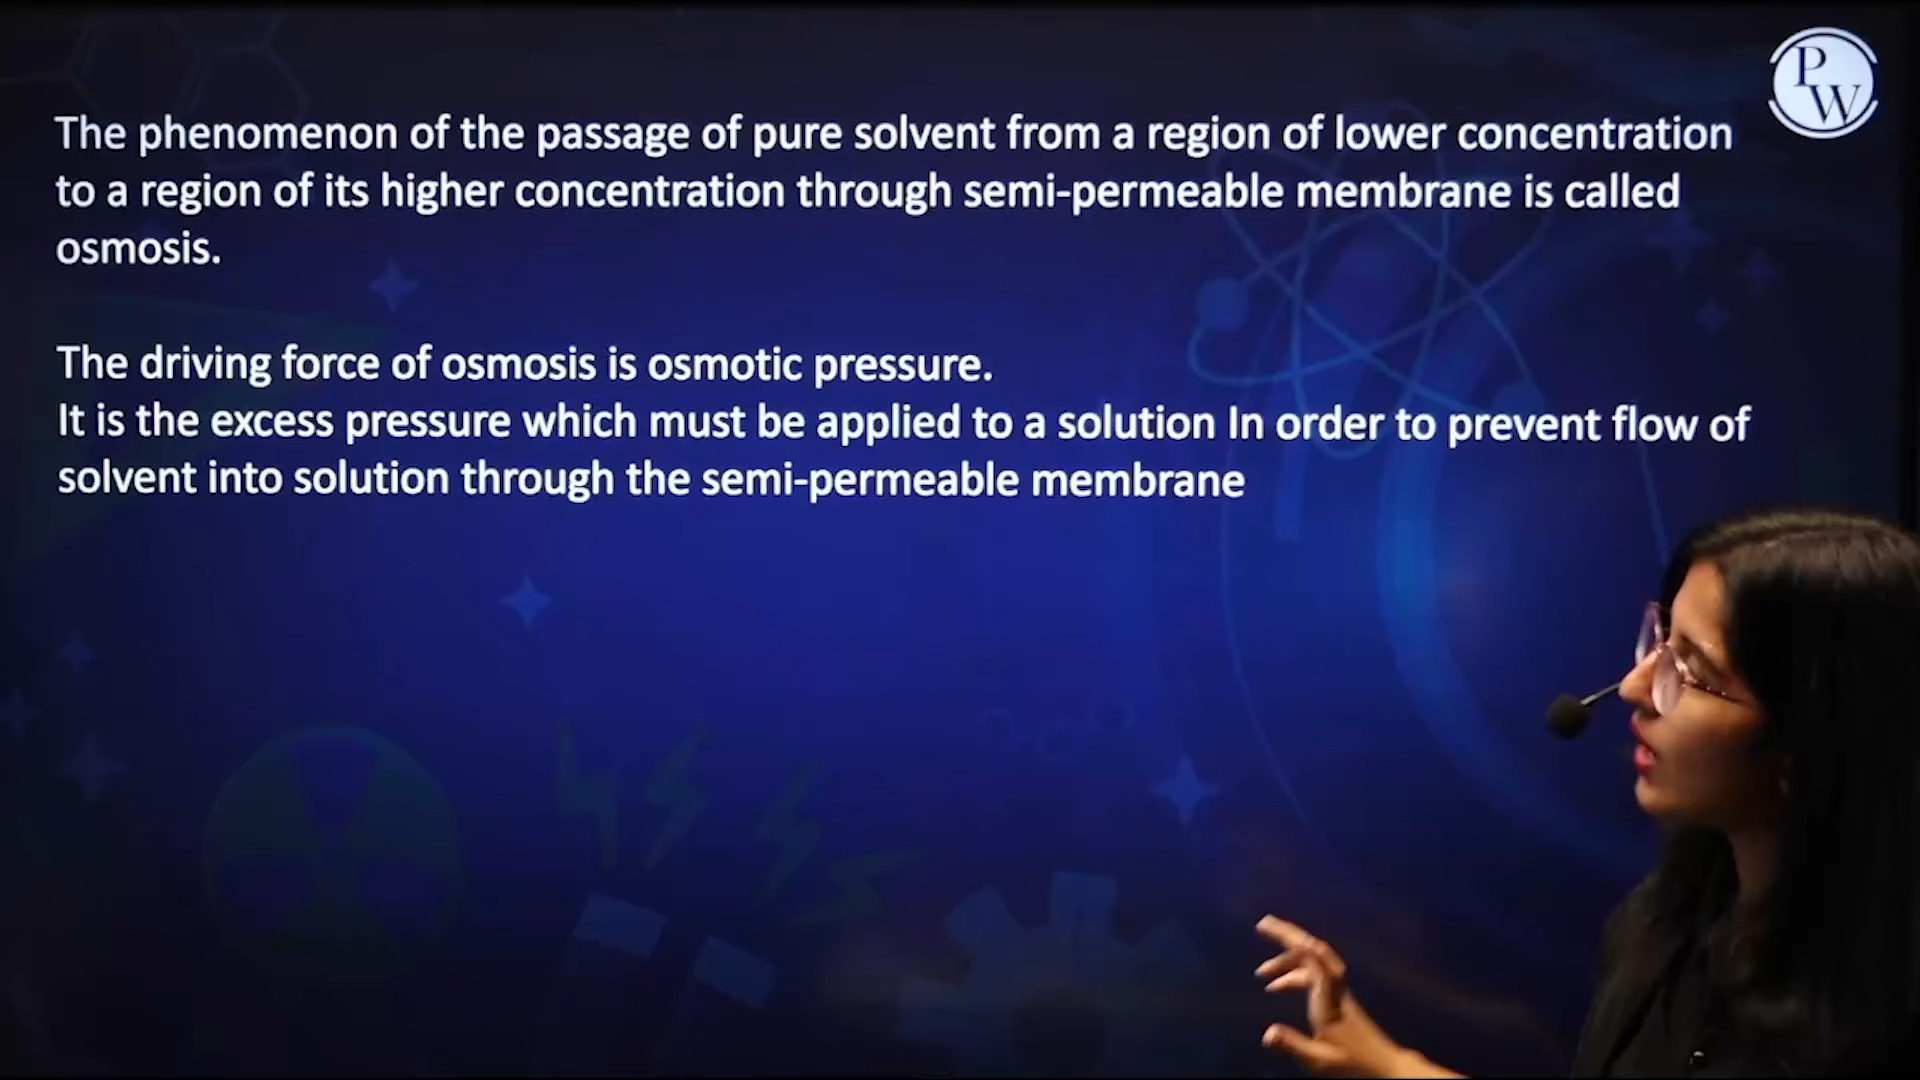 PW
The phenomenon of the passage of pure solvent from a region of lower concentration
to a region of its higher concentration through semi-permeable membrane is called
osmosis.
The driving force of osmosis is osmotic pressure.
It is the excess pressure which must be applied to a solution In order to prevent flow of
solvent into solution through the semi-permeable membrane